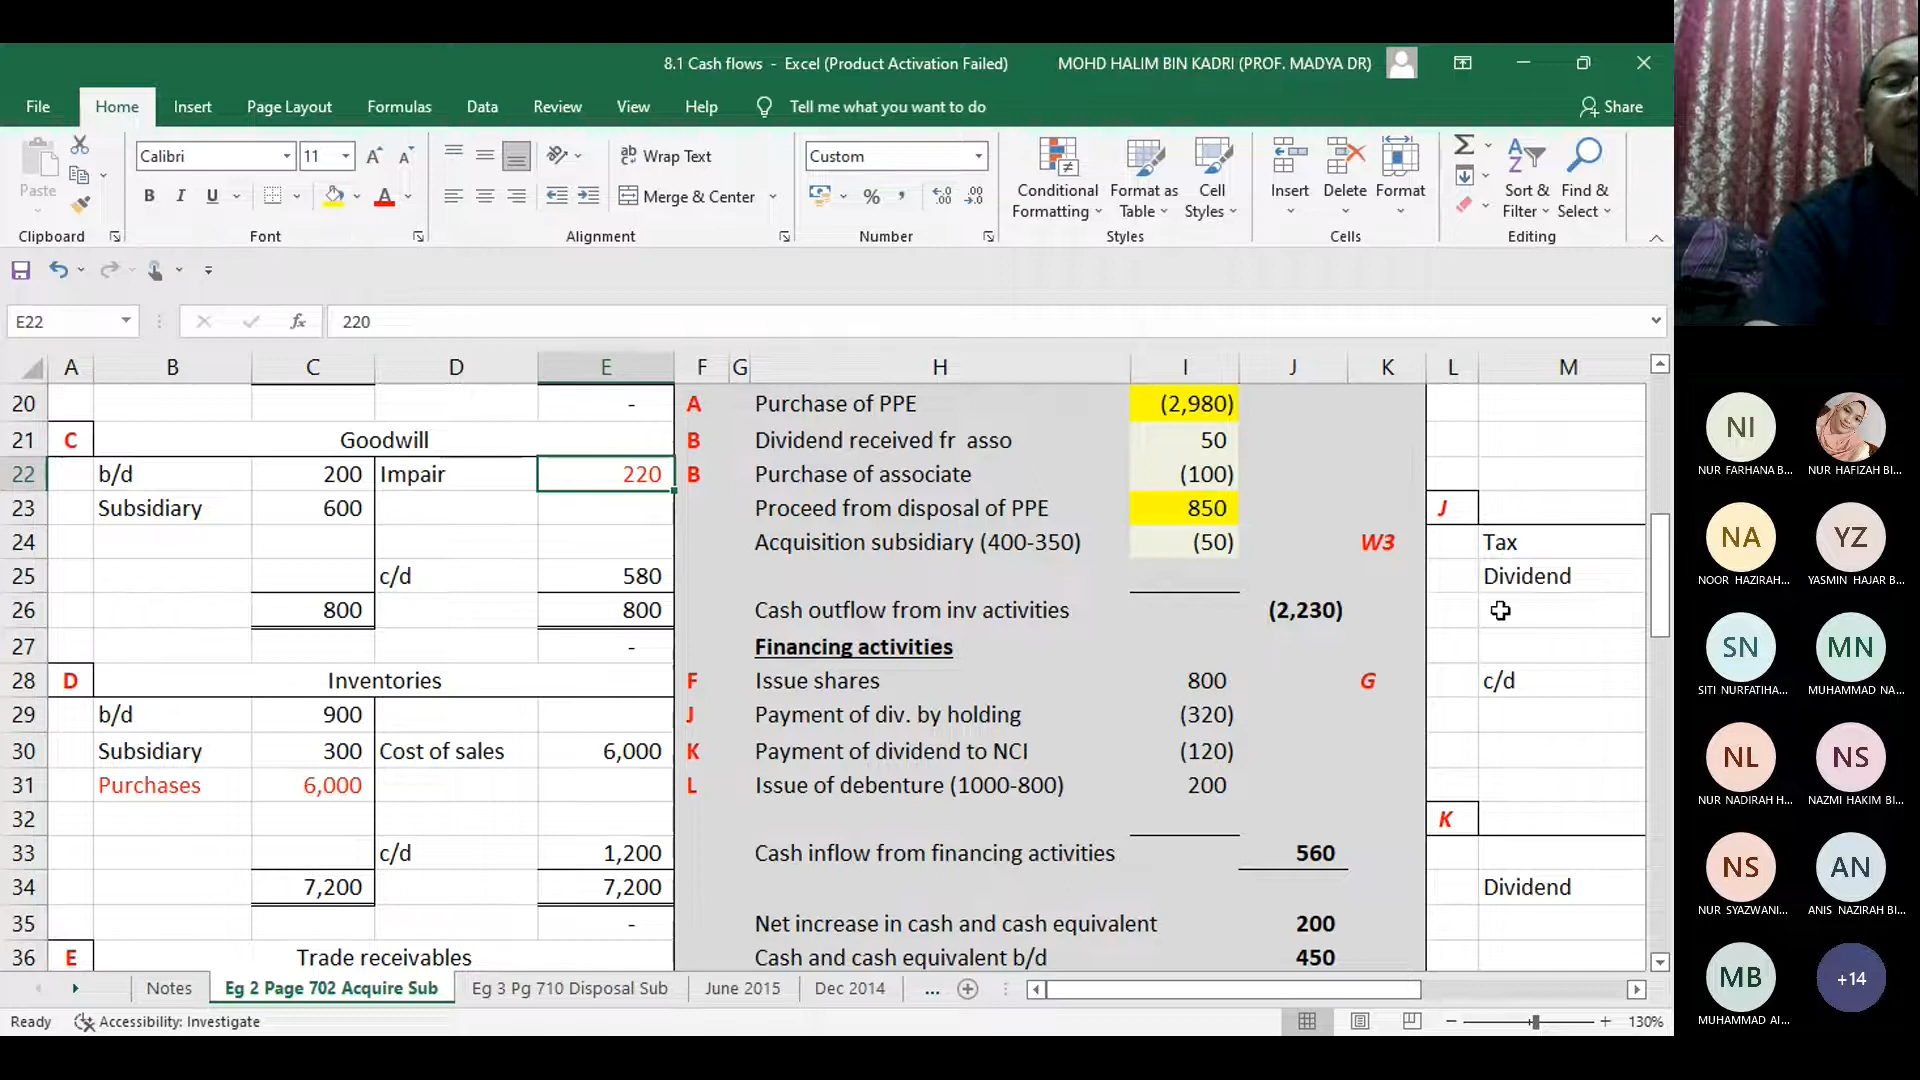 8.1 Cash flows - Excel (Product Activation Failed)
MOHD HALIM BIN KADRI (PROF. MADYA DR)
File Home Insert Page Layout Formulas Data Review View Help Tell me what you want to do Share
Paste
Clipboard
Calibri 11
B I U A
Font
Wrap Text
Merge & Center
Alignment
Custom
%
Number
Conditional Formatting
Format as Table
Cell Styles
Styles
Insert Delete Format
Cells
Sort & Filter
Find & Select
Editing
E22 fx 220
A B C D E F G H I J K L M
20 - A Purchase of PPE (2,980)
21 C Goodwill B Dividend received fr asso 50
22 b/d 200 Impair 220 B Purchase of associate (100)
23 Subsidiary 600 Proceed from disposal of PPE 850 J
24 Acquisition subsidiary (400-350) (50) W3 Tax
25 c/d 580 Dividend
26 800 800 Cash outflow from inv activities (2,230)
27 - Financing activities
28 D Inventories F Issue shares 800 G c/d
29 b/d 900 J Payment of div. by holding (320)
30 Subsidiary 300 Cost of sales 6,000 K Payment of dividend to NCI (120)
31 Purchases 6,000 L Issue of debenture (1000-800) 200
32 K
33 c/d 1,200 Cash inflow from financing activities 560
34 7,200 7,200 Dividend
35 - Net increase in cash and cash equivalent 200
36 E Trade receivables Cash and cash equivalent b/d 450
Notes Eg 2 Page 702 Acquire Sub Eg 3 Pg 710 Disposal Sub June 2015 Dec 2014 ...
Ready Accessibility: Investigate 130%
NI
NUR FARHANA B... NUR HAFIZAH BI...
NA YZ
NOOR HAZIRAH... YASMIN HAJAR B...
SN MN
SITI NURFATIHA... MUHAMMAD NA...
NL NS
NUR NADIRAH H... NAZMI HAKIM BI...
NS AN
NUR SYAZWANI... ANIS NAZIRAH BI...
MB +14
MUHAMMAD AI...